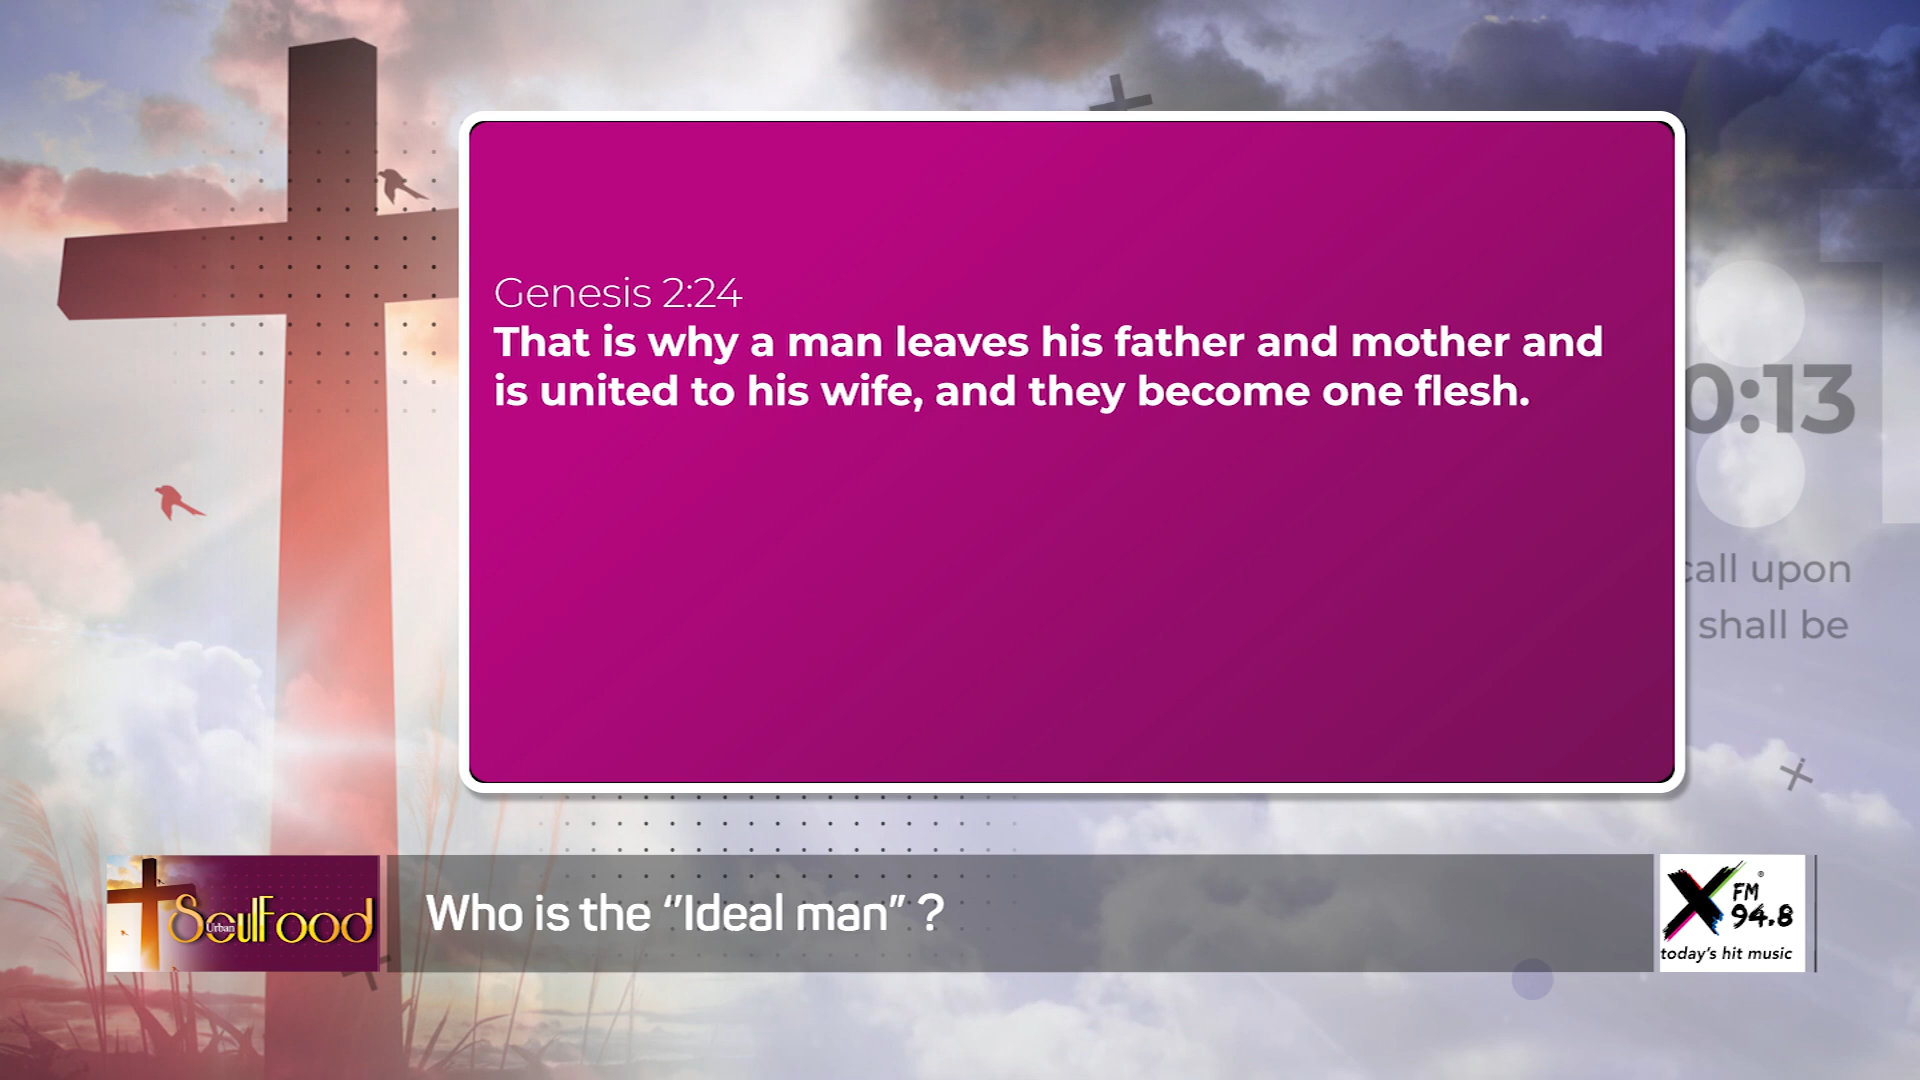 Genesis 2:24
That is why a man leaves his father and mother and
is united to his wife, and they become one flesh.
0:13
call upon
shall be
Urban
SoulFood
Who is the “Ideal man” ?
X FM
94.8
today's hit music